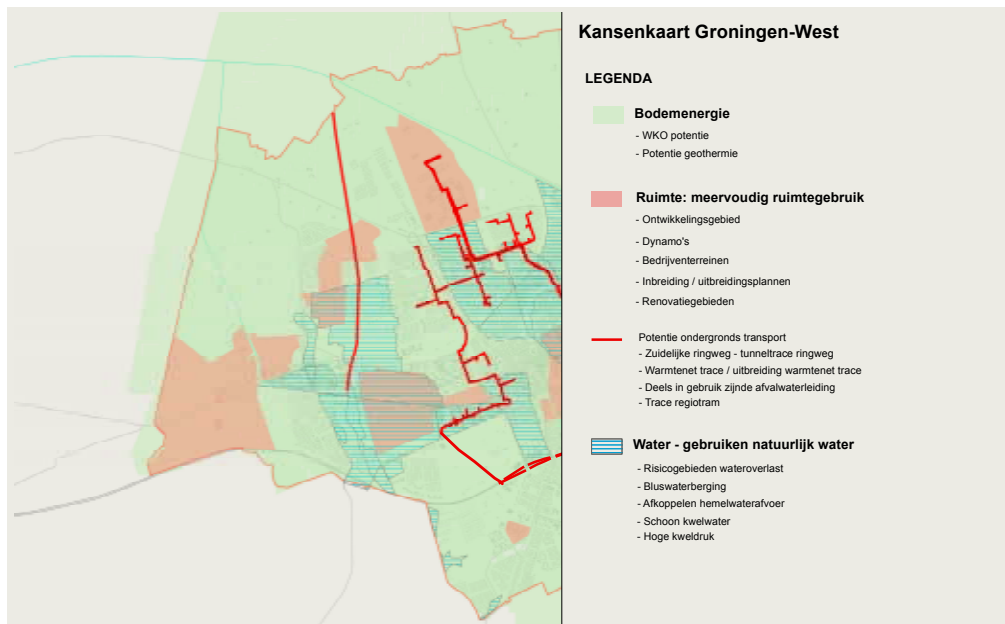 Kansenkaart Groningen-West
LEGENDA
Bodemenergie
- WKO potentie
- Potentie geothermie
Ruimte: meervoudig ruimtegebruik
- Ontwikkelingsgebied
- Dynamo's
- Bedrijventerreinen
- Inbreiding / uitbreidingsplannen
- Renovatiegebieden
Potentie ondergronds transport
- Zuidelijke ringweg - tunneltrace ringweg
- Warmtenet trace / uitbreiding warmtenet trace
- Deels in gebruik zijnde afvalwaterleiding
- Trace regiotram
Water - gebruiken natuurlijk water
- Risicogebieden wateroverlast
- Bluswaterberging
- Afkoppelen hemelwaterafvoer
- Schoon kwelwater
- Hoge kweldruk